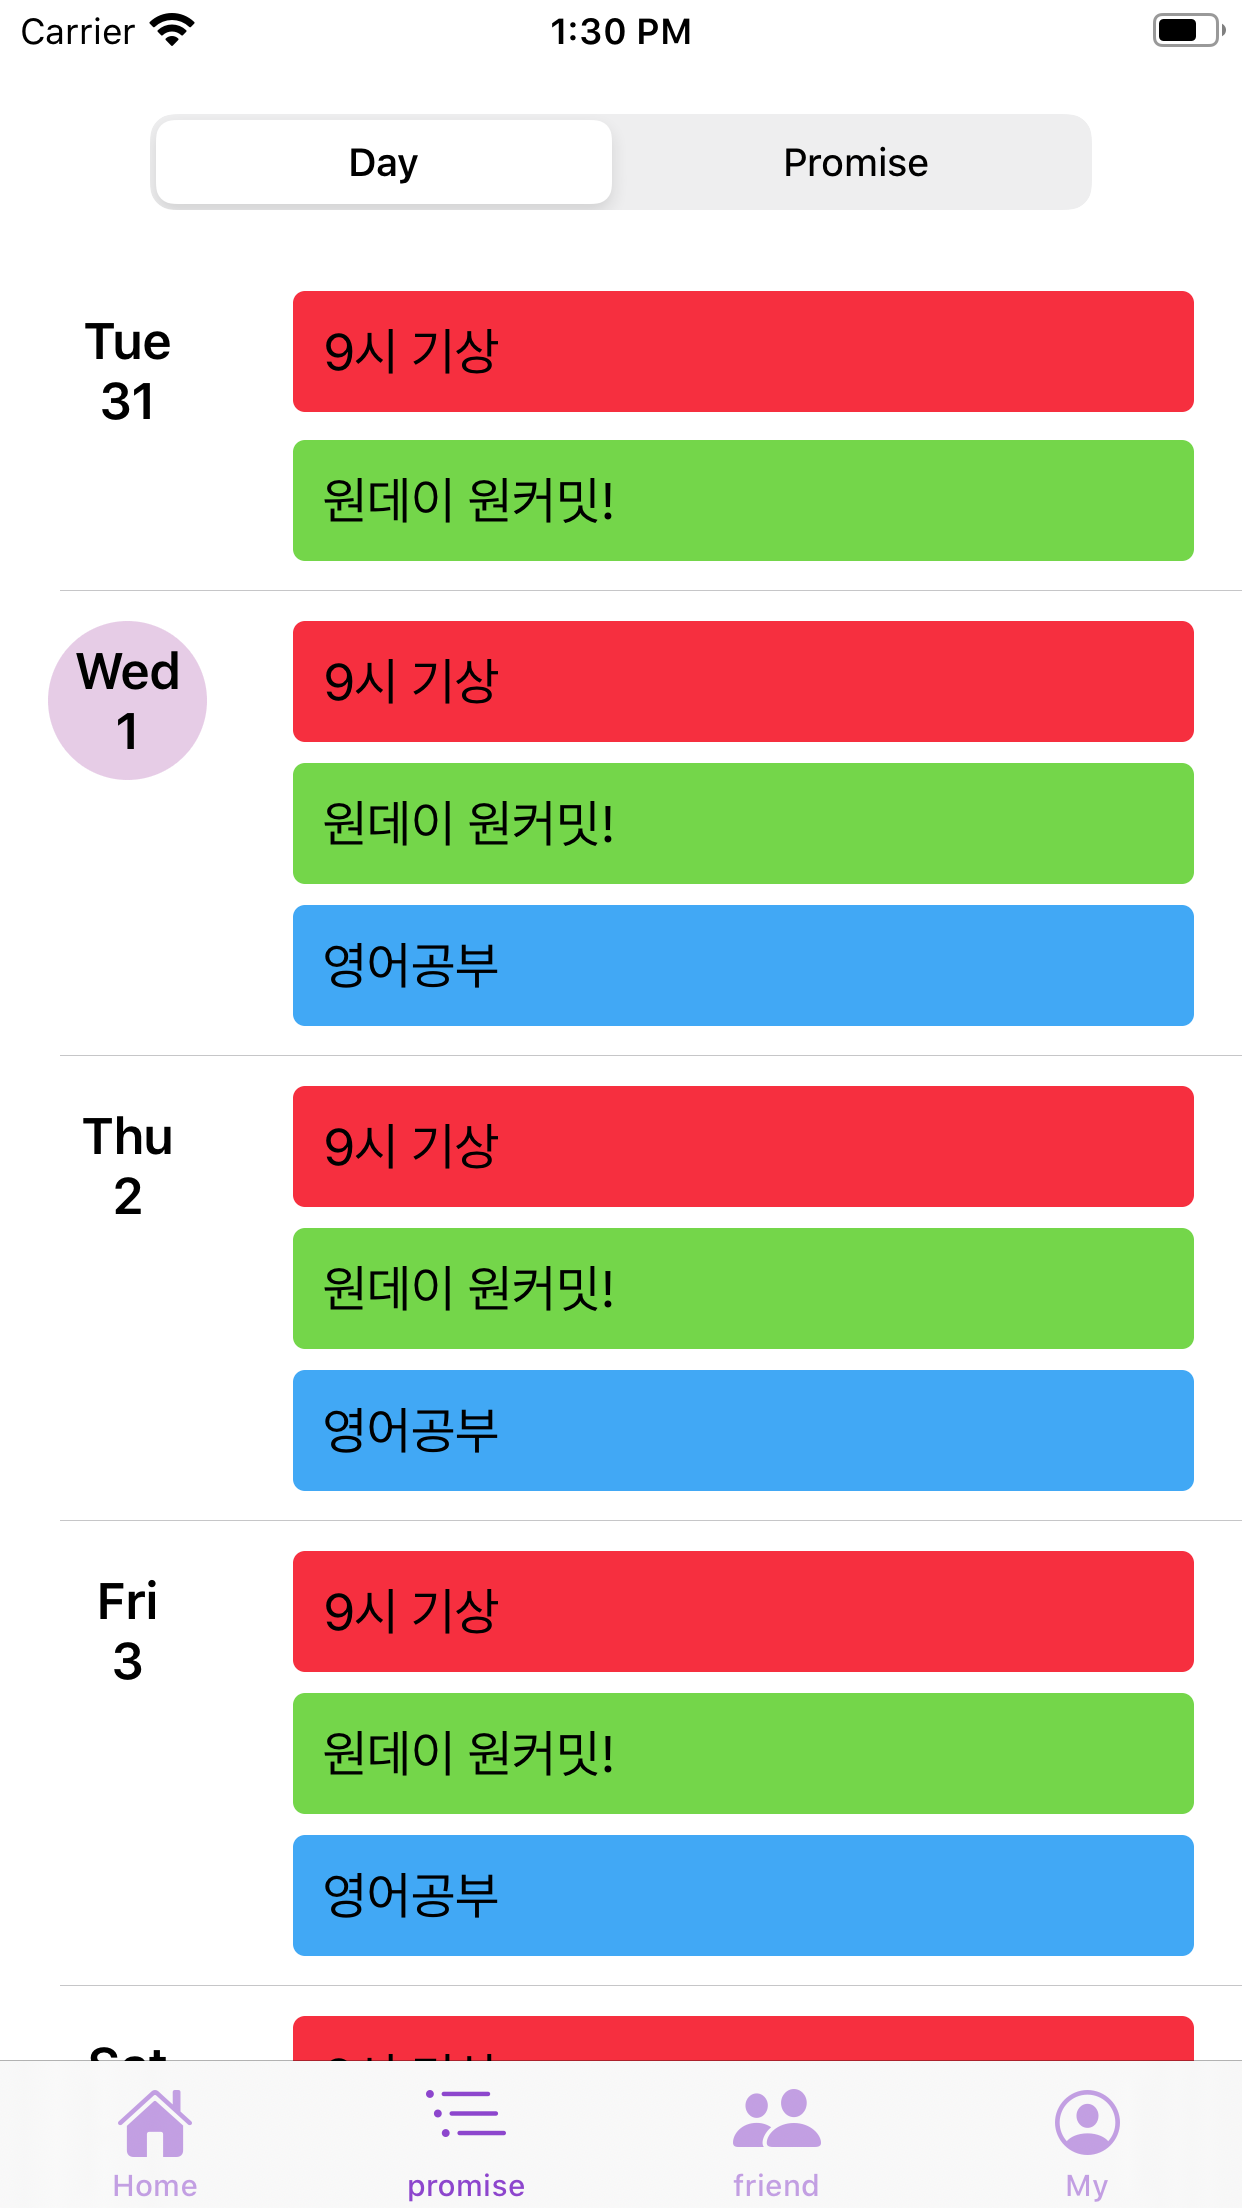 Carrier 1:30 PM
Day Promise
Tue
31
9시 기상
원데이 원커밋!
Wed
1
9시 기상
원데이 원커밋!
영어공부
Thu
2
9시 기상
원데이 원커밋!
영어공부
Fri
3
9시 기상
원데이 원커밋!
영어공부
Sat
Home promise friend My